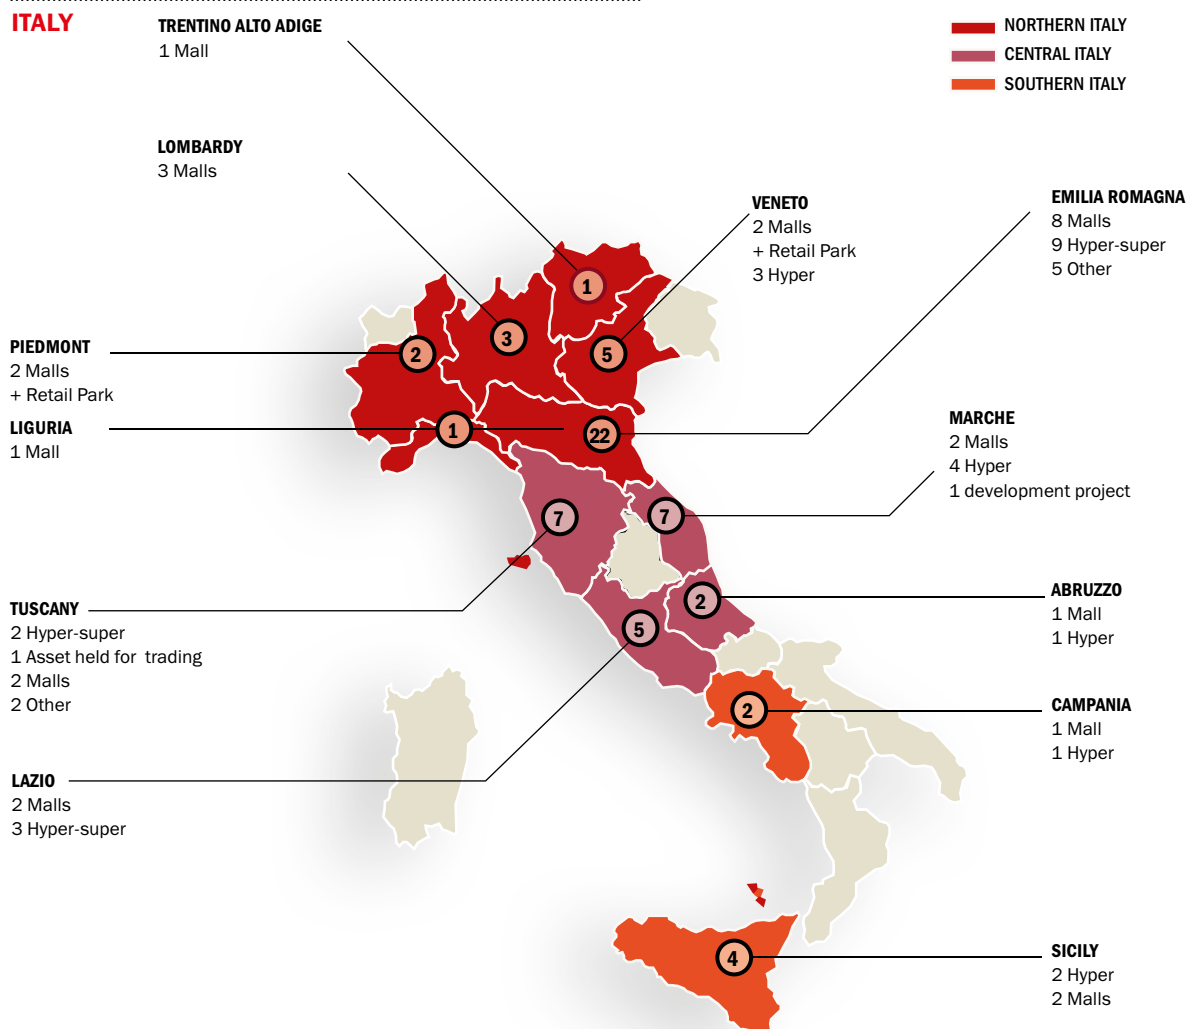 ITALY
TRENTINO ALTO ADIGE
1 Mall
NORTHERN ITALY
CENTRAL ITALY
SOUTHERN ITALY
LOMBARDY
3 Malls
VENETO
2 Malls
+ Retail Park
3 Hyper
EMILIA ROMAGNA
8 Malls
9 Hyper-super
5 Other
PIEDMONT
2 Malls
+ Retail Park
LIGURIA
1 Mall
MARCHE
2 Malls
4 Hyper
1 development project
1
3
2
5
1
22
7
7
2
5
2
4
TUSCANY
2 Hyper-super
1 Asset held for trading
2 Malls
2 Other
ABRUZZO
1 Mall
1 Hyper
CAMPANIA
1 Mall
1 Hyper
LAZIO
2 Malls
3 Hyper-super
SICILY
2 Hyper
2 Malls